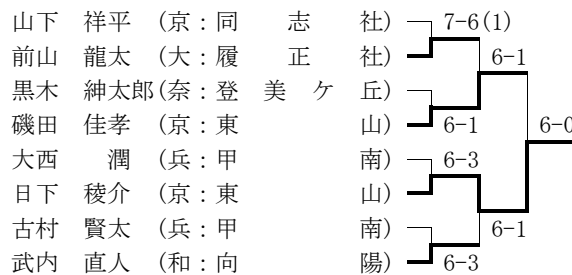 山下 祥平 (京:同志社) 7-6(1)
前山 龍太 (大:履正社) 6-1
黒木 紳太郎(奈:登美ケ丘)
磯田 佳孝 (京:東山) 6-1 6-0
大西 潤 (兵:甲南) 6-3
日下 稜介 (京:東山)
古村 賢太 (兵:甲南) 6-1
武内 直人 (和:向陽) 6-3